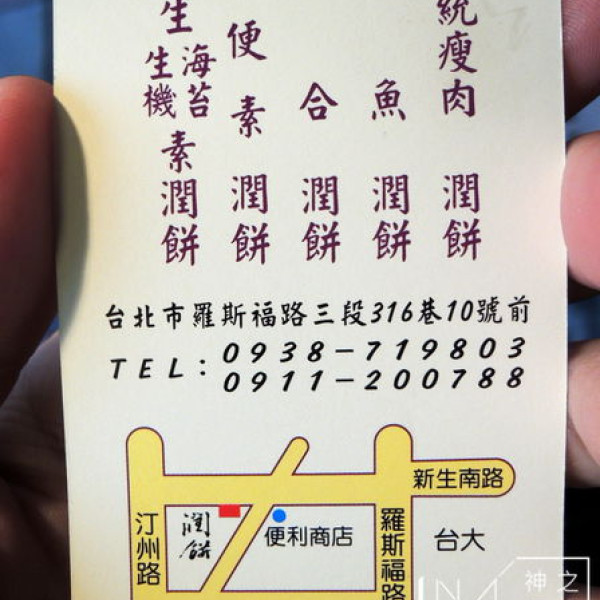 統瘦肉潤餅
魚潤餅
合潤餅
便素潤餅
生海苔生機素潤餅
台北市羅斯福路三段316巷10號前
TEL:0938-719803
0911-200788
新生南路
汀州路
潤餅
便利商店
羅斯福路
台大
神之